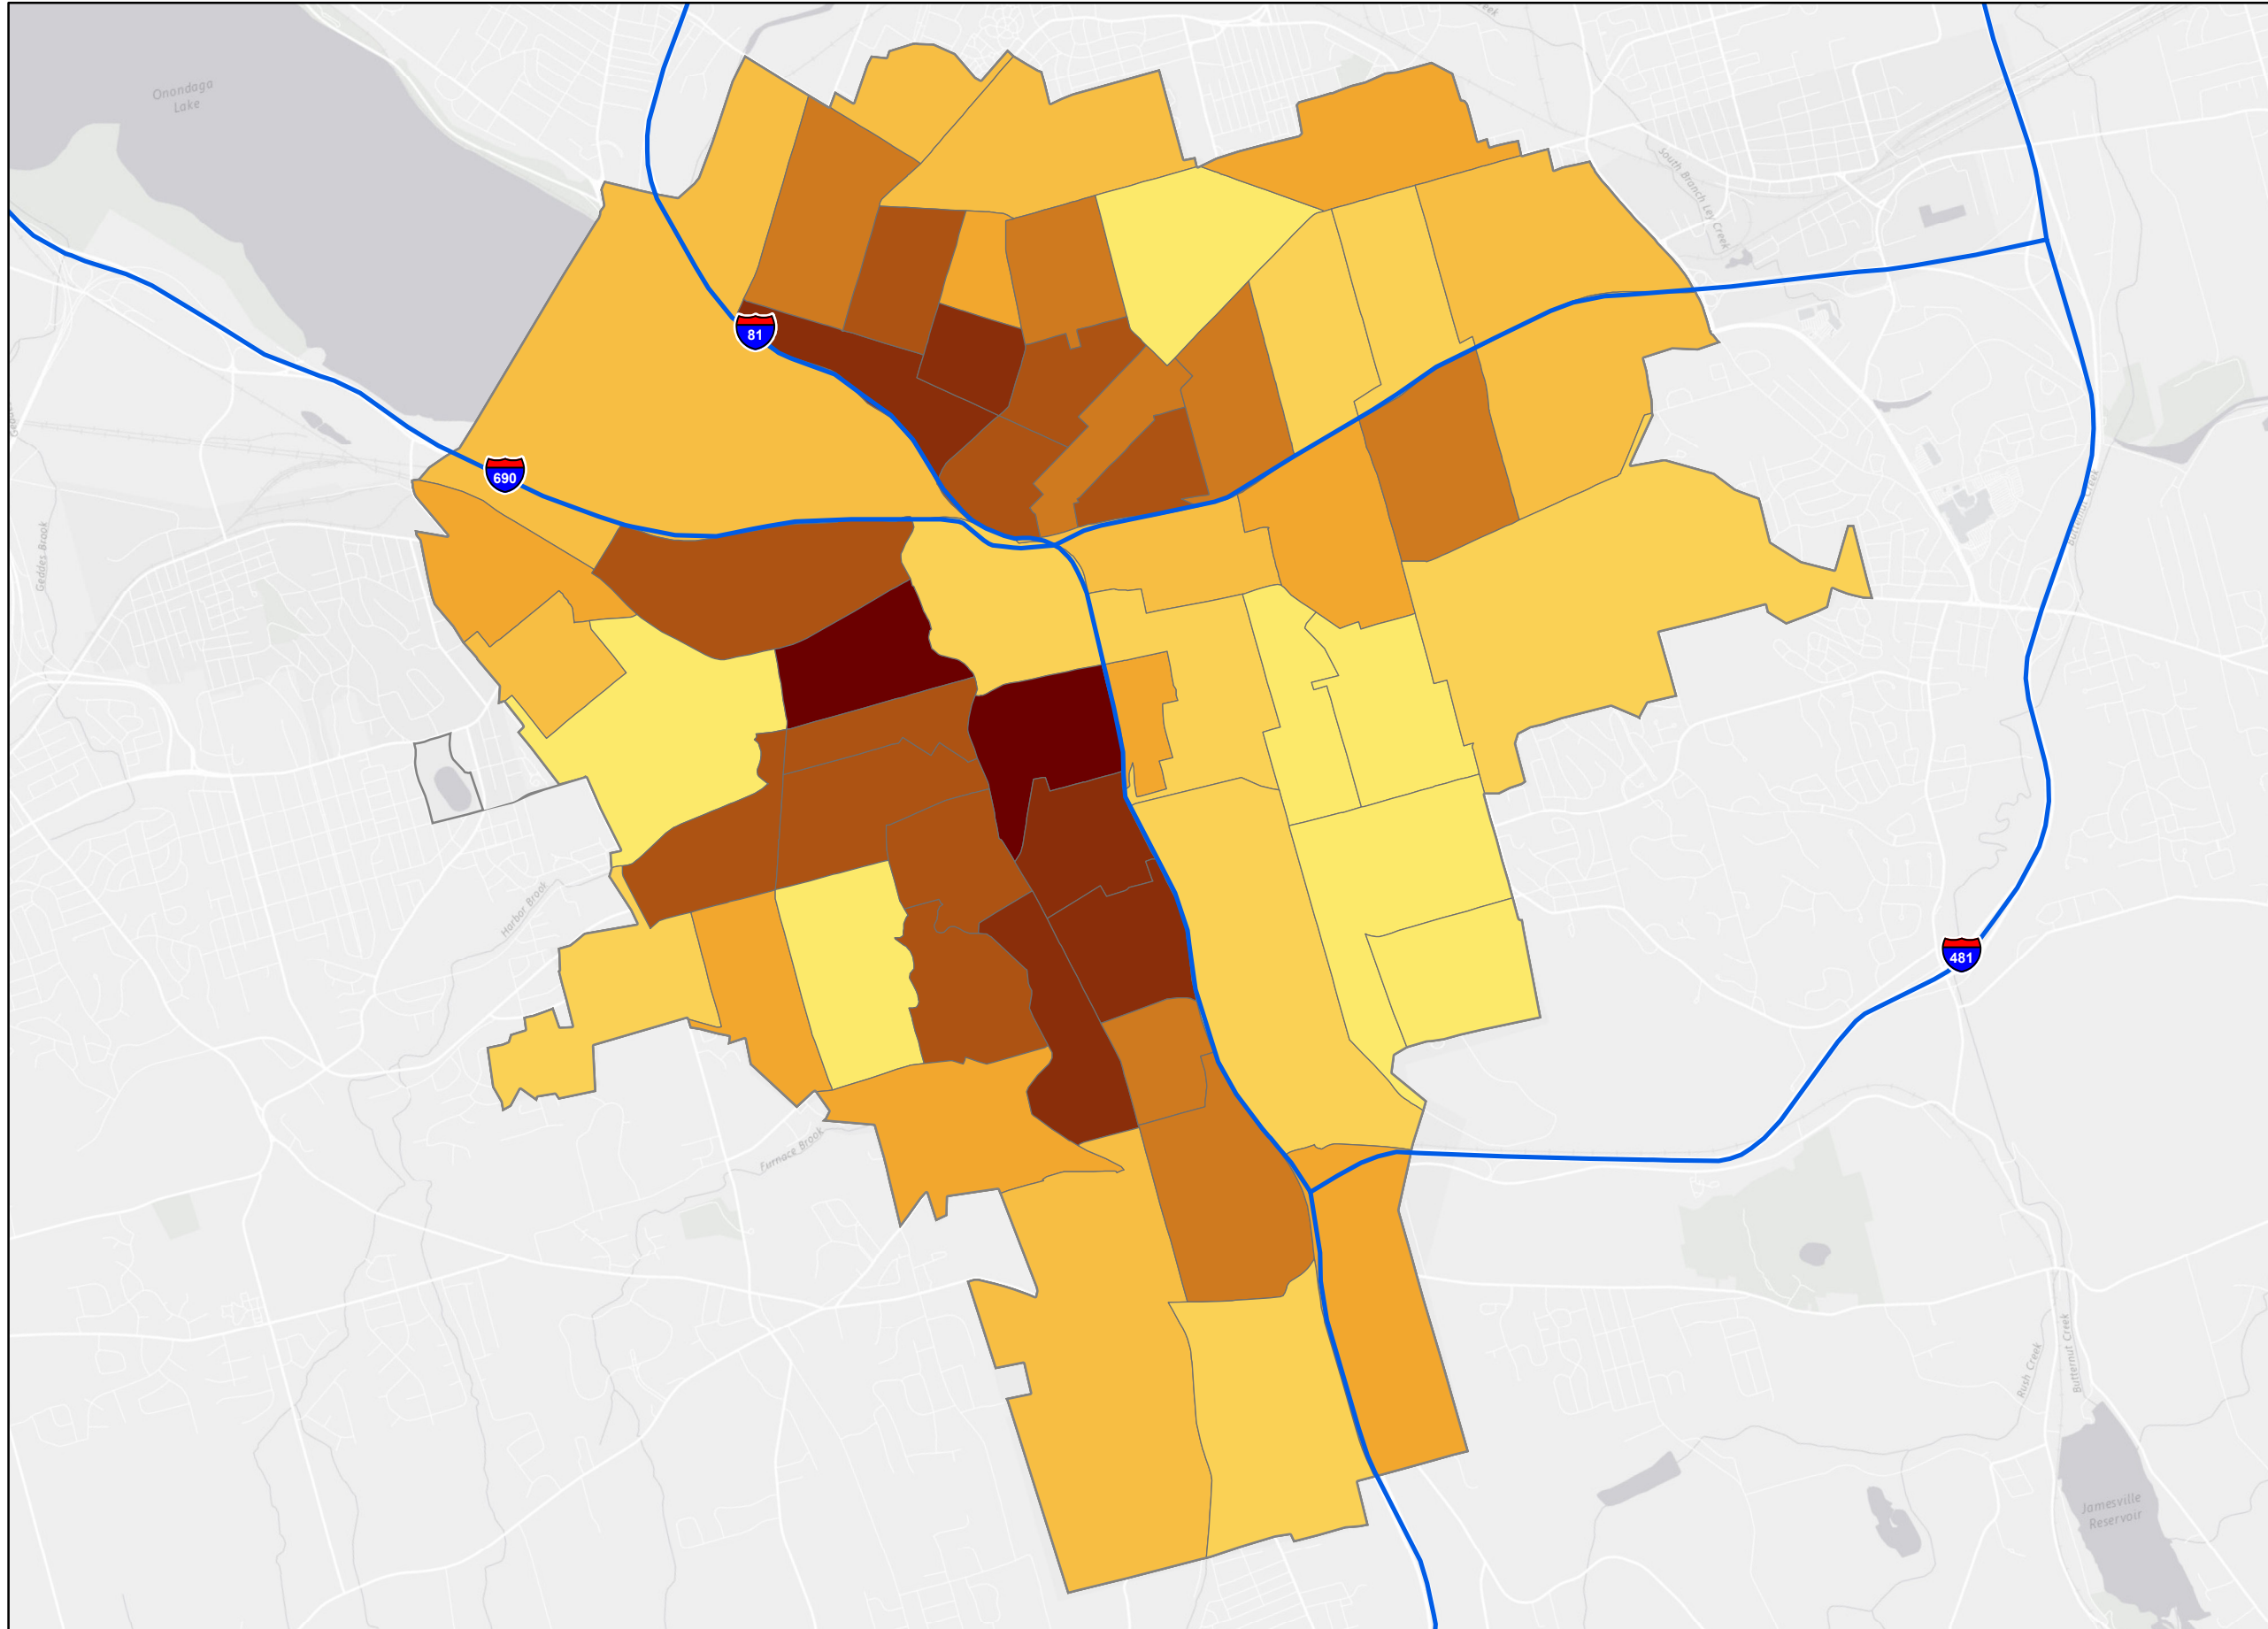 Onondaga
Lake
Creek
South Branch Ley Creek
81
690
Geddes Brook
Harbor Brook
481
Furnace Brook
Rush Creek
Butternut Creek
Jamesville
Reservoir